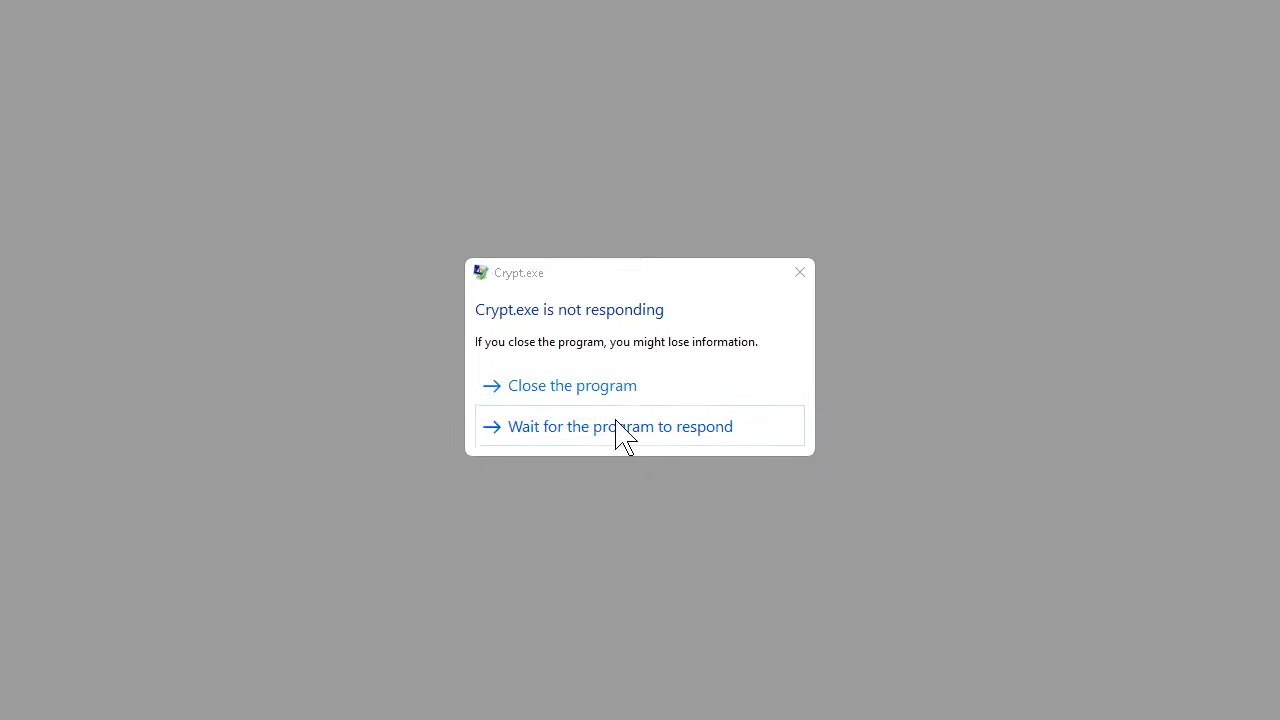 Crypt.exe
Crypt.exe is not responding
If you close the program, you might lose information.
Close the program
Wait for the program to respond